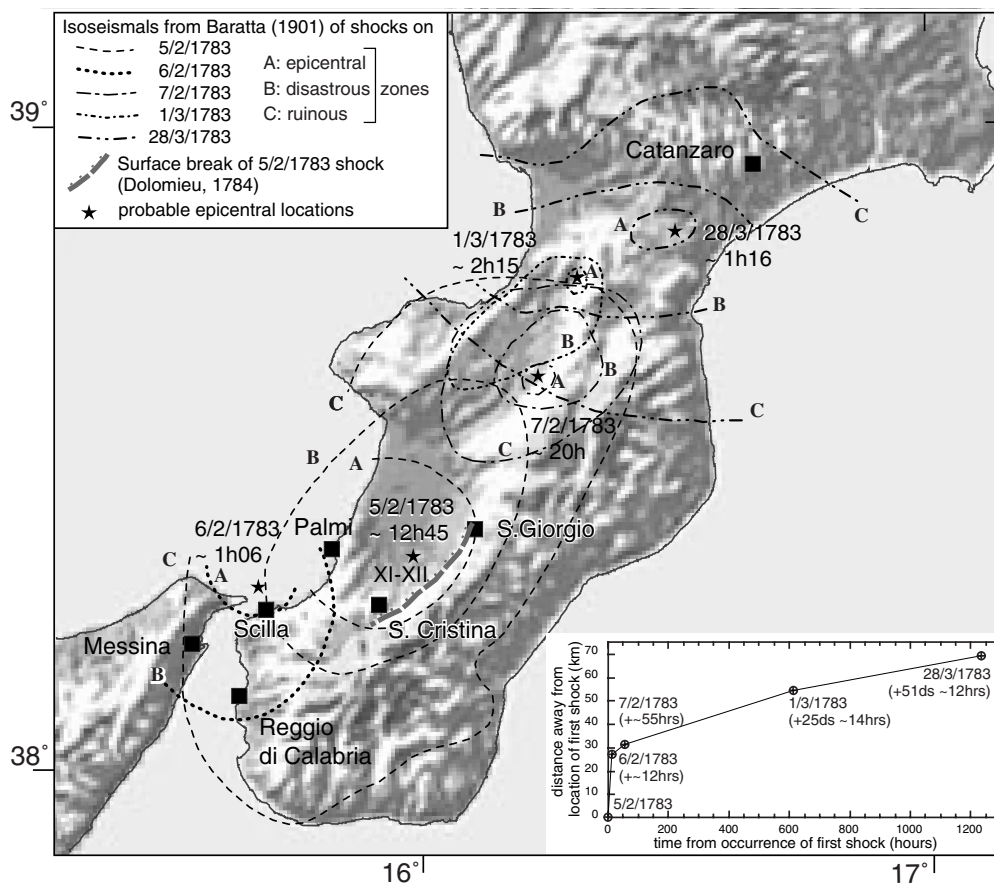 Isoseismals from Baratta (1901) of shocks on
5/2/1783
6/2/1783
7/2/1783
1/3/1783
28/3/1783
A: epicentral
B: disastrous zones
C: ruinous
Surface break of 5/2/1783 shock
(Dolomieu, 1784)
probable epicentral locations
39°
38°
16°
17°
Catanzaro
B
A
C
28/3/1783
~ 1h16
1/3/1783
~ 2h15
A
B
B
B
A
C
C
7/2/1783
~ 20h
C
B
A
5/2/1783
~ 12h45
XI-XII
Palmi
S.Giorgio
6/2/1783
~ 1h06
C
A
Scilla
S. Cristina
Messina
B
Reggio
di Calabria
distance away from
location of first shock (km)
70
60
50
40
30
20
10
0
5/2/1783
6/2/1783
(+~12hrs)
7/2/1783
(+~55hrs)
1/3/1783
(+25ds ~14hrs)
28/3/1783
(+51ds ~12hrs)
0 200 400 600 800 1000 1200
time from occurrence of first shock (hours)